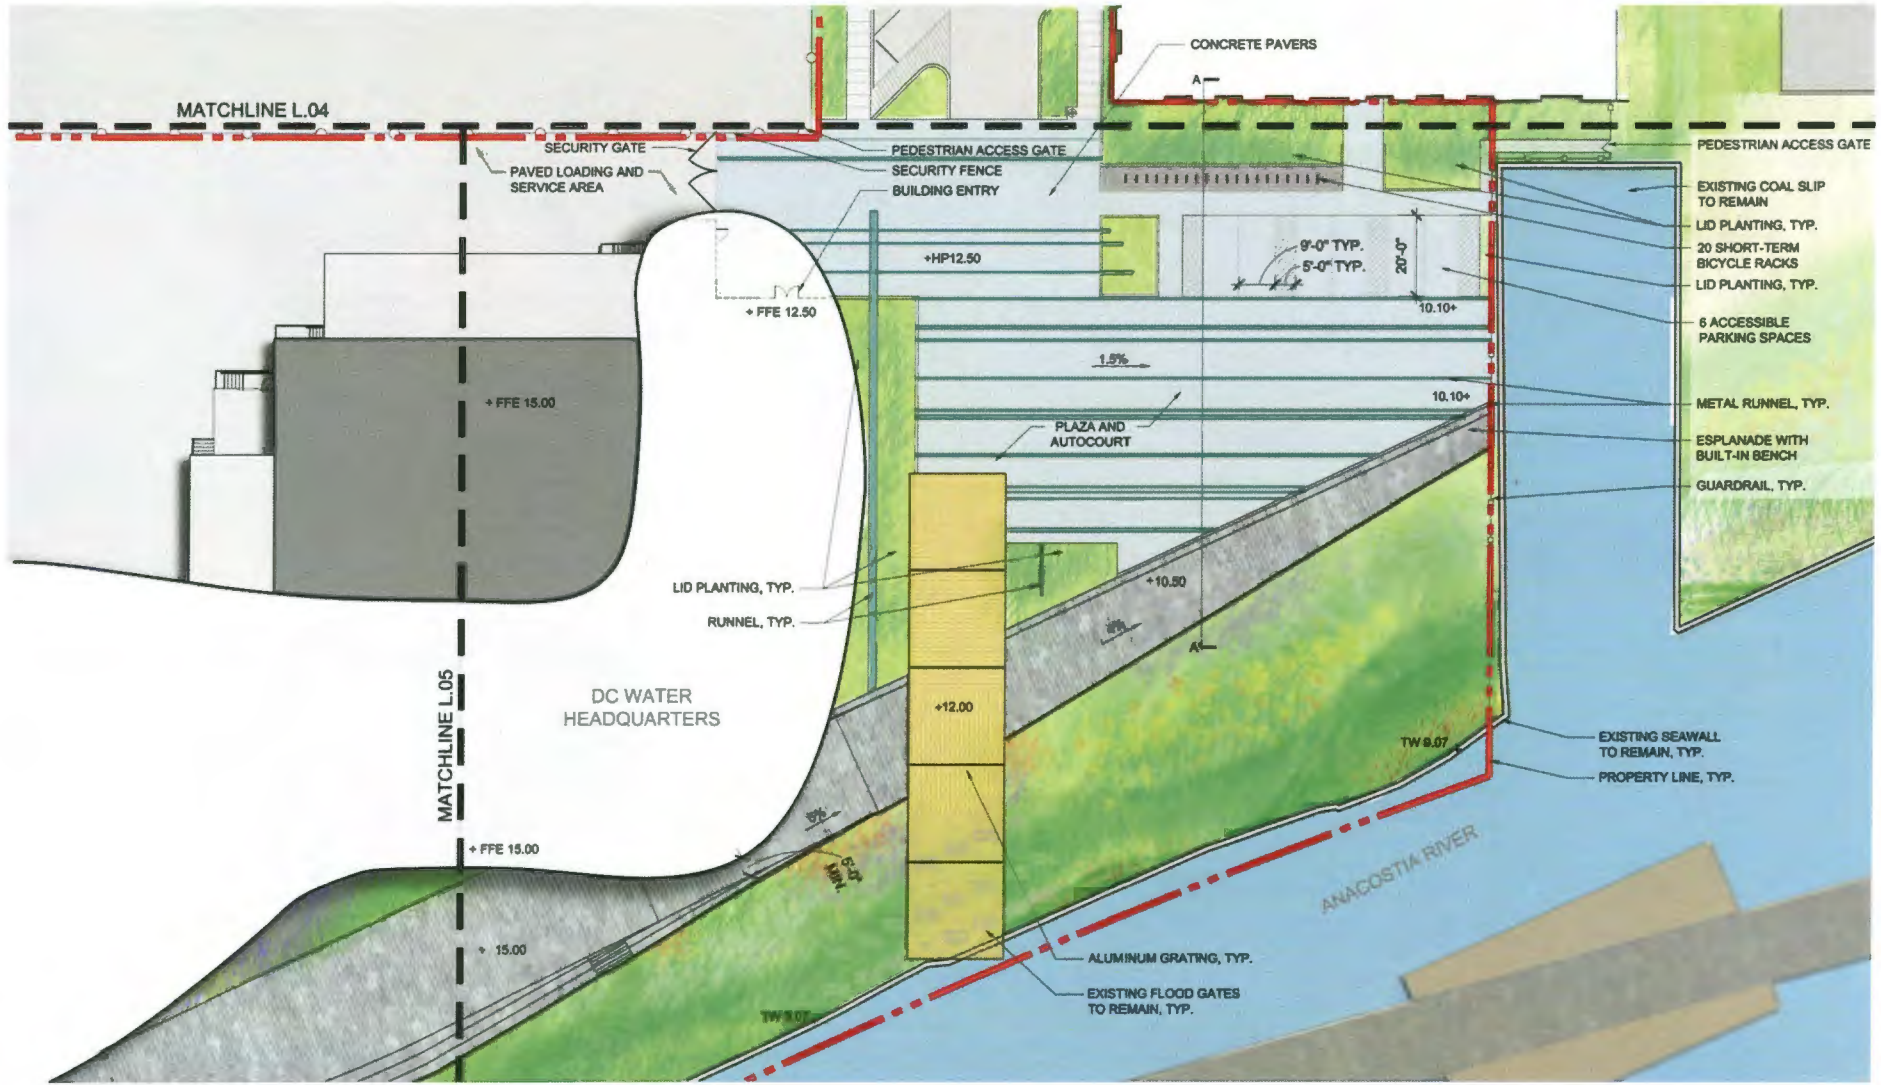 CONCRETE PAVERS
A
MATCHLINE L.04
SECURITY GATE
PEDESTRIAN ACCESS GATE
PEDESTRIAN ACCESS GATE
PAVED LOADING AND
SERVICE AREA
SECURITY FENCE
BUILDING ENTRY
EXISTING COAL SLIP
TO REMAIN
LID PLANTING, TYP.
20 SHORT-TERM
BICYCLE RACKS
LID PLANTING, TYP.
6 ACCESSIBLE
PARKING SPACES
9'-0" TYP.
5'-0" TYP.
20'-0"
+HP12.50
+ FFE 12.50
10.10+
1.5%
+ FFE 15.00
10.10+
METAL RUNNEL, TYP.
PLAZA AND
AUTOCOURT
ESPLANADE WITH
BUILT-IN BENCH
GUARDRAIL, TYP.
LID PLANTING, TYP.
RUNNEL, TYP.
+10.50
A'
MATCHLINE L.05
DC WATER
HEADQUARTERS
+12.00
TW 9.07
EXISTING SEAWALL
TO REMAIN, TYP.
PROPERTY LINE, TYP.
5%
+ FFE 15.00
MIN.
ANACOSTIA RIVER
+ 15.00
ALUMINUM GRATING, TYP.
EXISTING FLOOD GATES
TO REMAIN, TYP.
TW 9.07